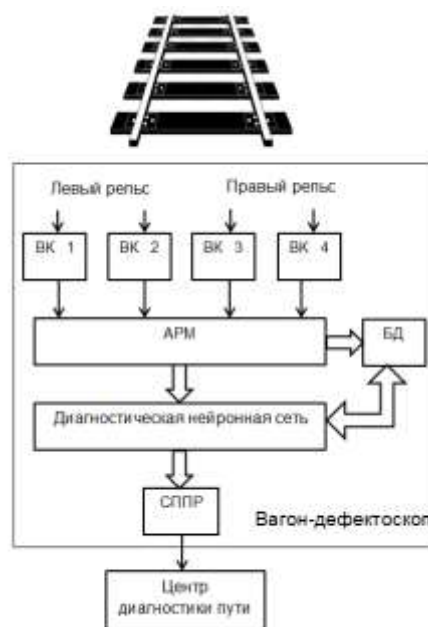 Левый рельс Правый рельс
ВК 1 ВК 2 ВК 3 ВК 4
АРМ
БД
Диагностическая нейронная сеть
СППР
Вагон-дефектоскоп
Центр
диагностики пути